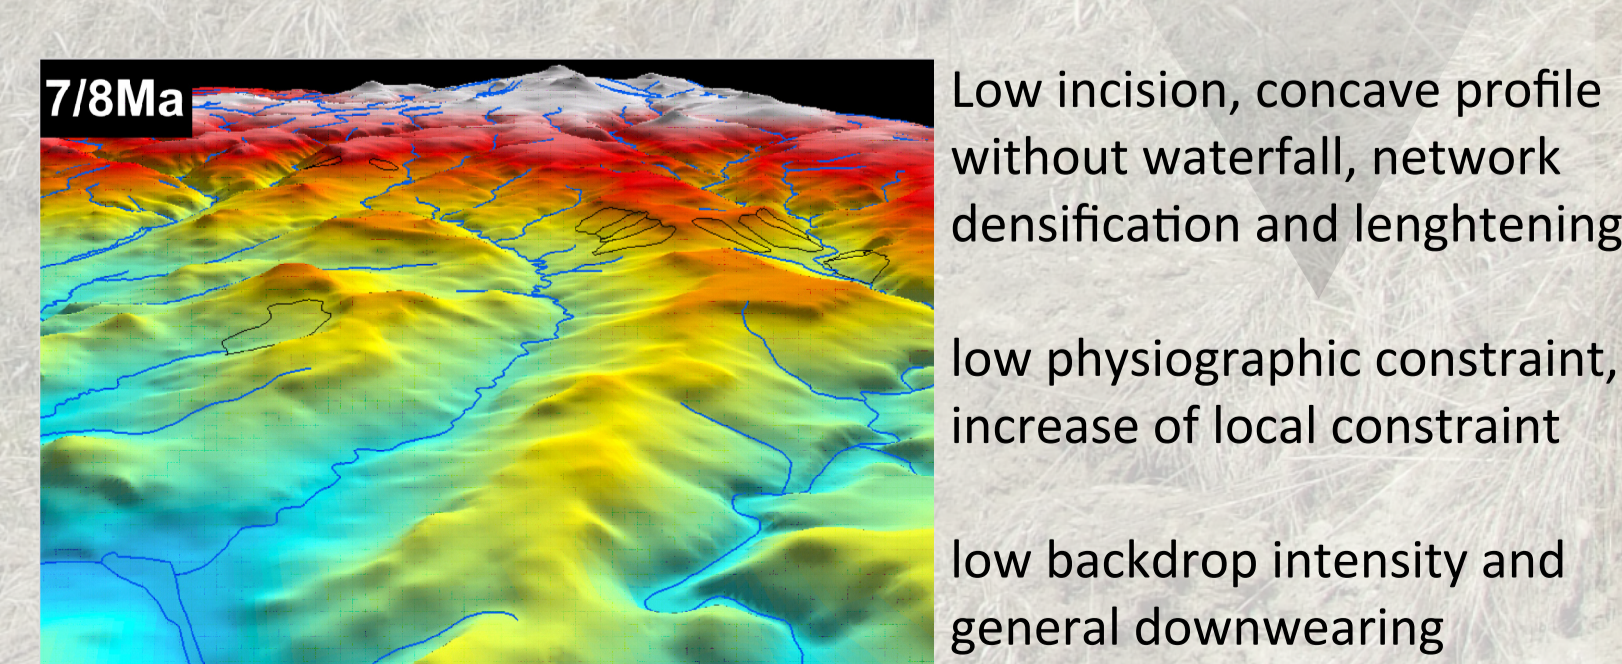 7/8Ma
Low incision, concave profile
without waterfall, network
densification and lenghtening
low physiographic constraint,
increase of local constraint
low backdrop intensity and
general downwearing